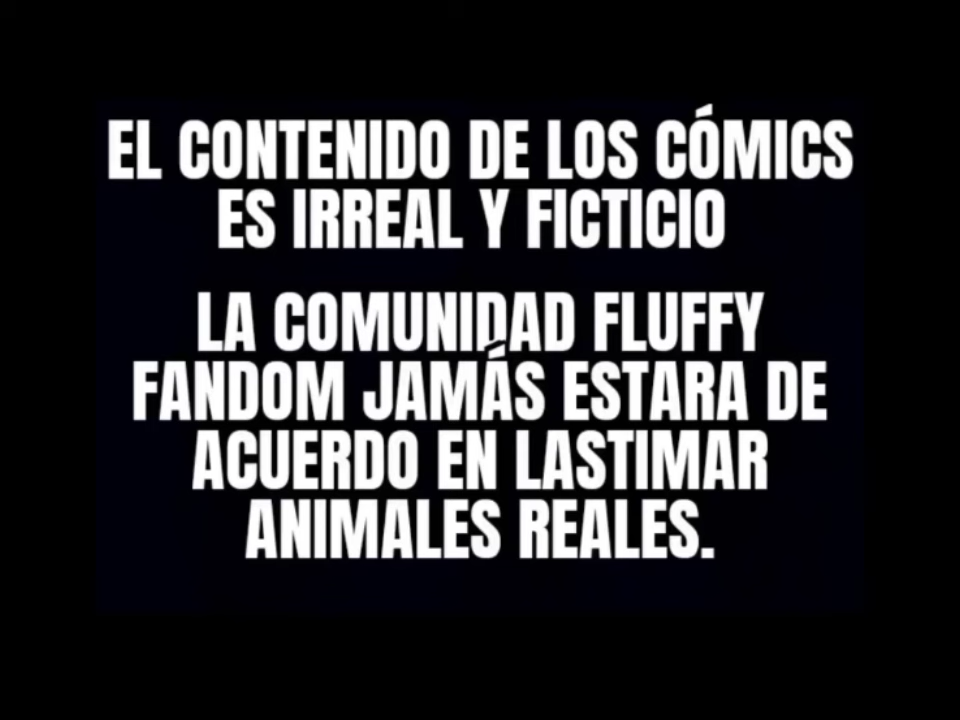 EL CONTENIDO DE LOS CÓMICS
ES IRREAL Y FICTICIO
LA COMUNIDAD FLUFFY
FANDOM JAMÁS ESTARA DE
ACUERDO EN LASTIMAR
ANIMALES REALES.